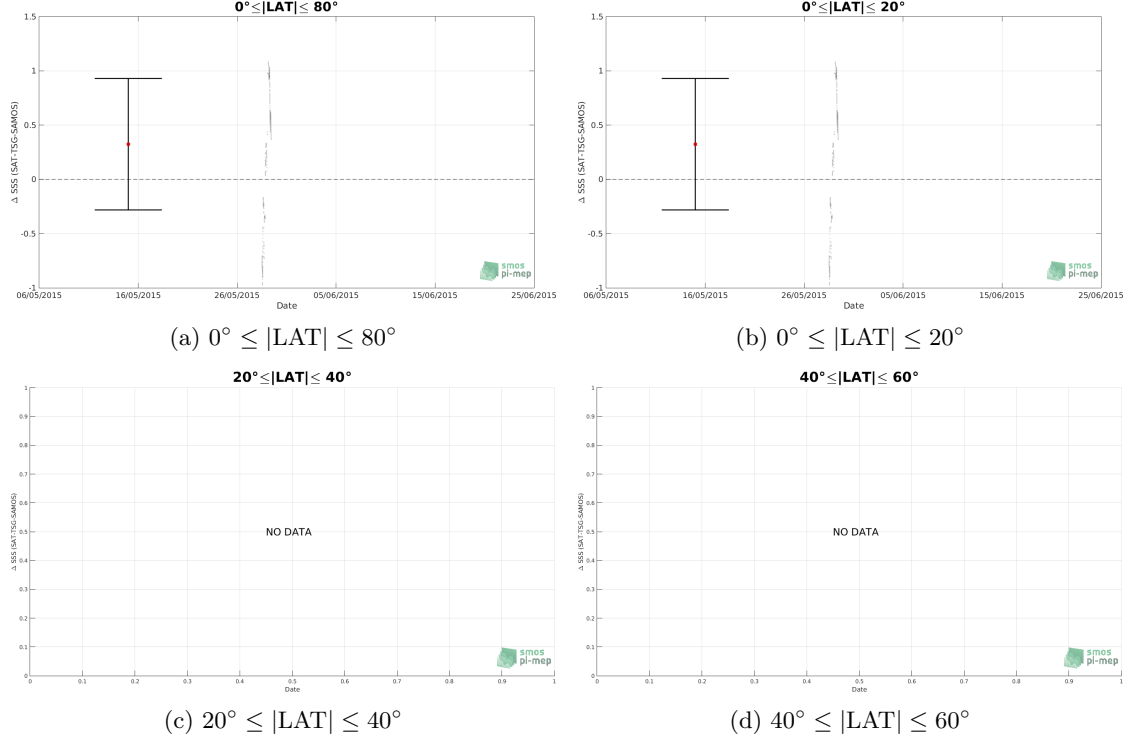 0°≤|LAT|≤ 80°
1.5
1
0.5
0
-0.5
-1
Δ SSS (SAT-TSG-SAMOS)
06/05/2015 16/05/2015 26/05/2015 05/06/2015 15/06/2015 25/06/2015
Date
smos
pi-mep
(a) 0° ≤ |LAT| ≤ 80°
0°≤|LAT|≤ 20°
1.5
1
0.5
0
-0.5
-1
Δ SSS (SAT-TSG-SAMOS)
06/05/2015 16/05/2015 26/05/2015 05/06/2015 15/06/2015 25/06/2015
Date
smos
pi-mep
(b) 0° ≤ |LAT| ≤ 20°
20°≤|LAT|≤ 40°
1
0.9
0.8
0.7
0.6
0.5
0.4
0.3
0.2
0.1
0
Δ SSS (SAT-TSG-SAMOS)
NO DATA
0 0.1 0.2 0.3 0.4 0.5 0.6 0.7 0.8 0.9 1
Date
smos
pi-mep
(c) 20° ≤ |LAT| ≤ 40°
40°≤|LAT|≤ 60°
1
0.9
0.8
0.7
0.6
0.5
0.4
0.3
0.2
0.1
0
Δ SSS (SAT-TSG-SAMOS)
NO DATA
0 0.1 0.2 0.3 0.4 0.5 0.6 0.7 0.8 0.9 1
Date
smos
pi-mep
(d) 40° ≤ |LAT| ≤ 60°